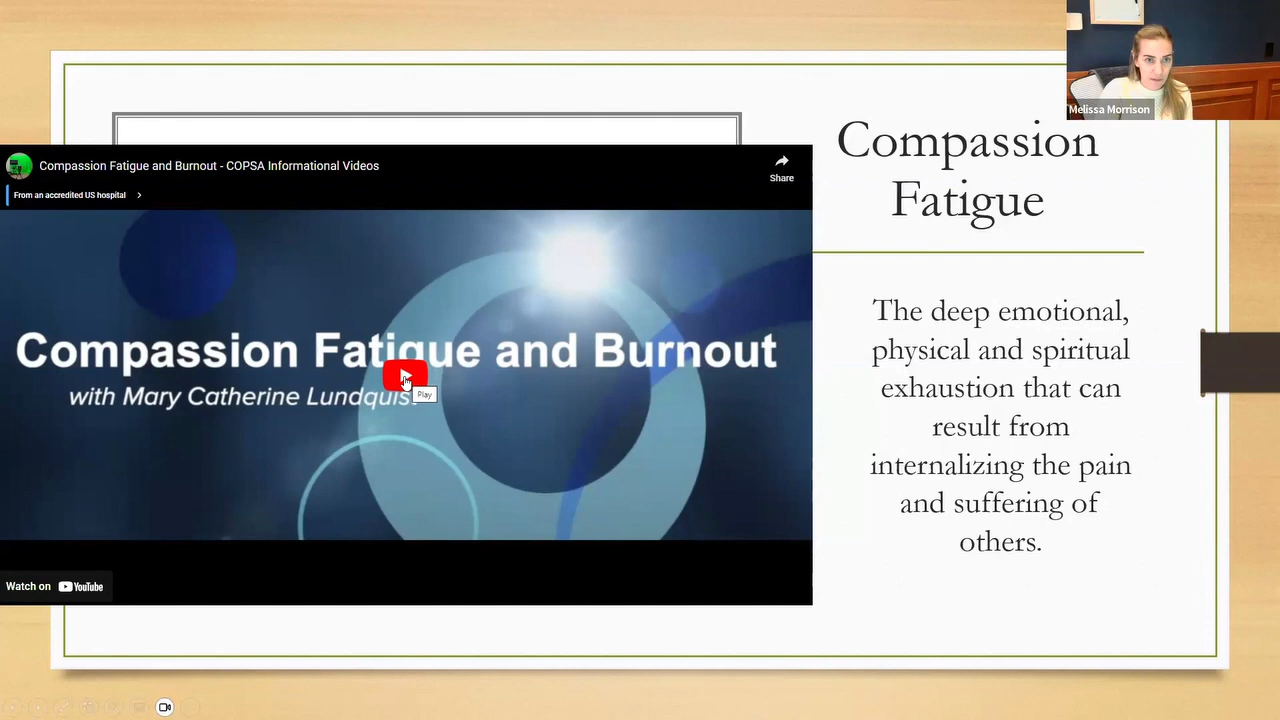 Melissa Morrison
Compassion
Fatigue
Compassion Fatigue and Burnout - COPSA Informational Videos
Share
From an accredited US hospital
Compassion Fatigue and Burnout
with Mary Catherine Lundquist
Play
Watch on YouTube
The deep emotional,
physical and spiritual
exhaustion that can
result from
internalizing the pain
and suffering of
others.